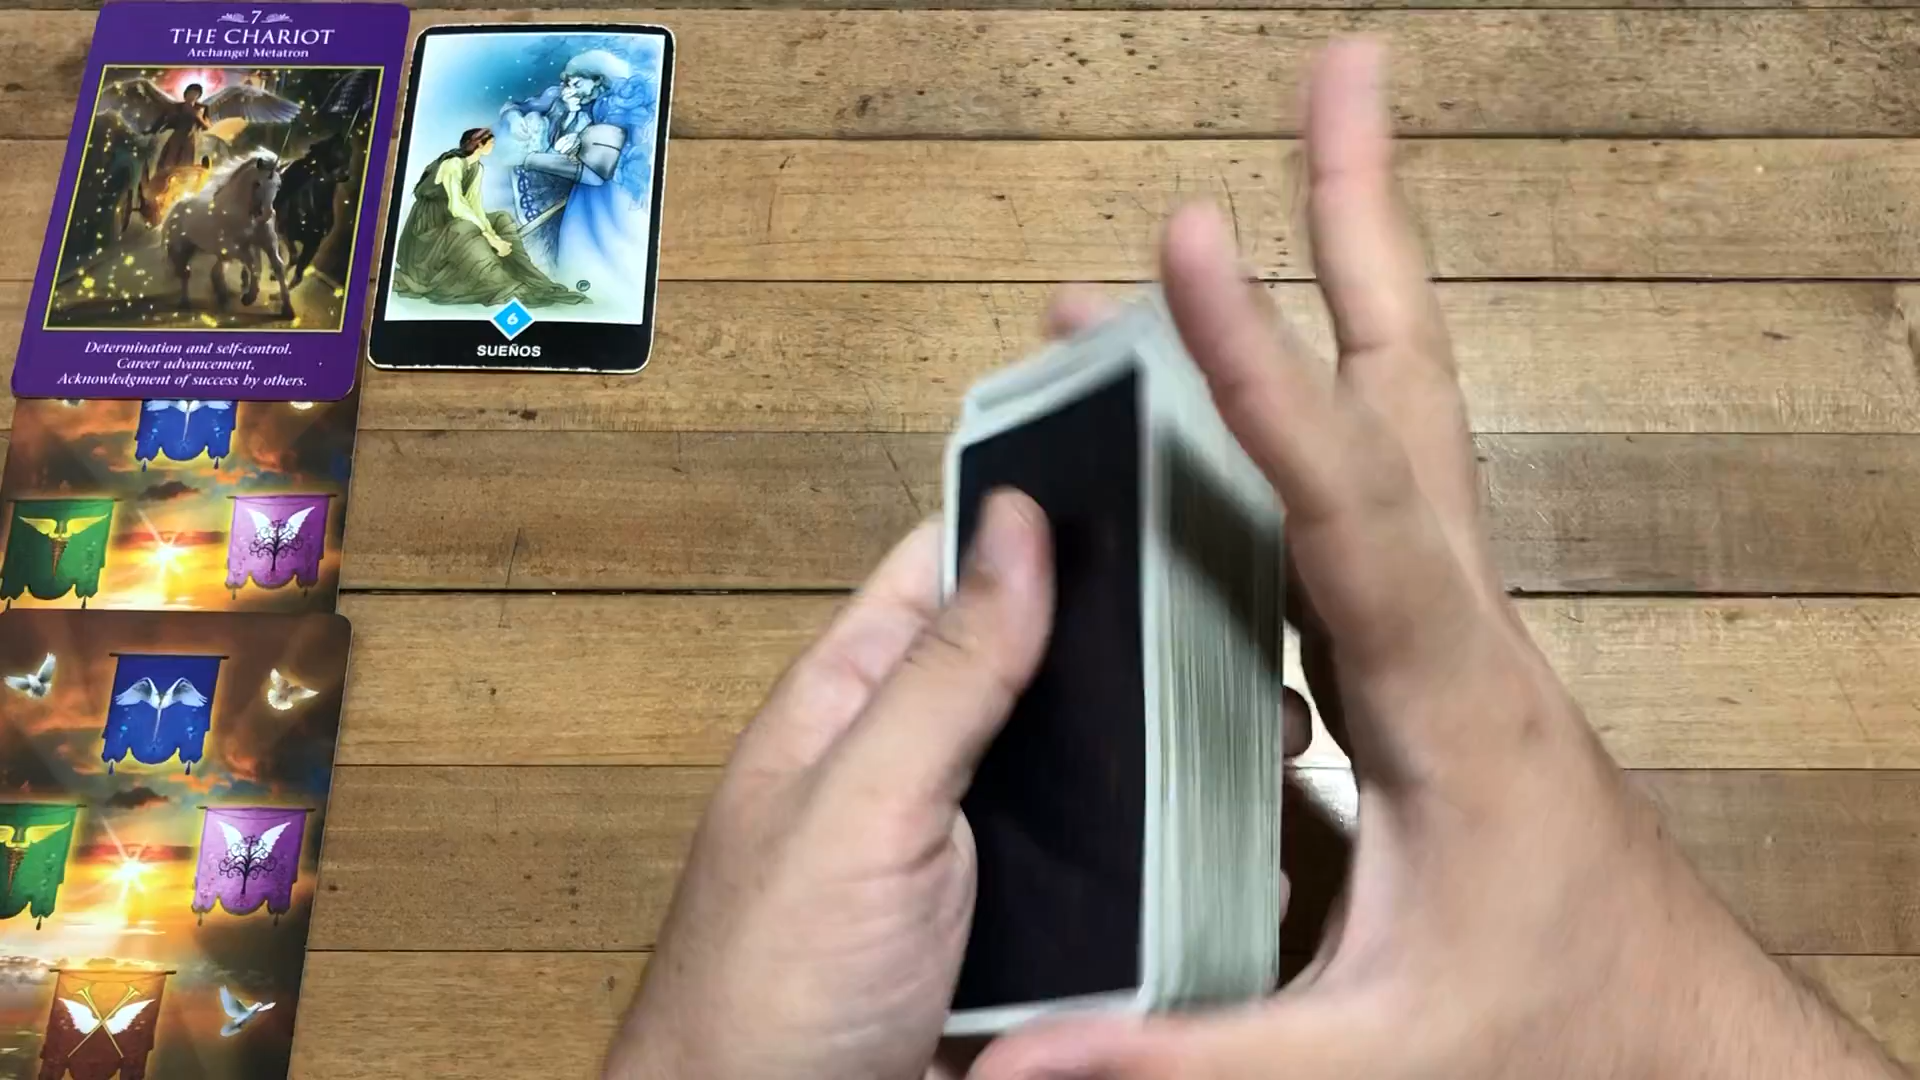 7
THE CHARIOT
Archangel Metatron
Determination and self-control.
Career advancement.
Acknowledgment of success by others.
6
SUEÑOS